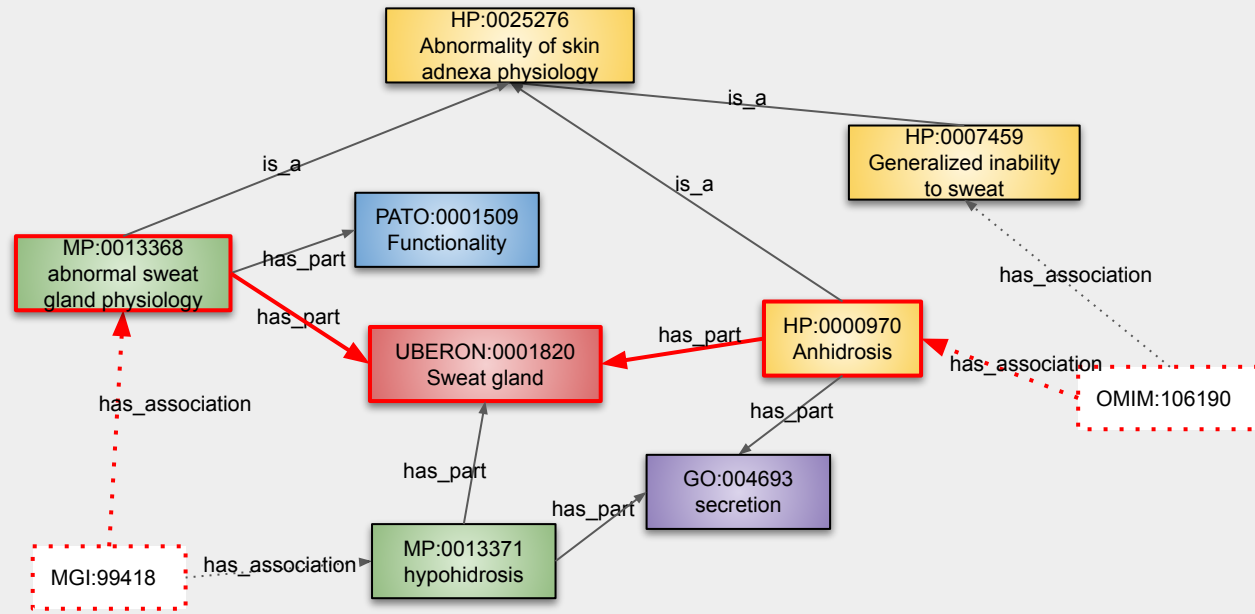 HP:0025276
Abnormality of skin
adnexa physiology
is_a
HP:0007459
Generalized inability
to sweat
is_a
is_a
PATO:0001509
Functionality
MP:0013368
abnormal sweat
gland physiology
has_part
has_association
has_part
HP:0000970
Anhidrosis
has_part
UBERON:0001820
Sweat gland
has_association
OMIM:106190
has_association
has_part
has_part
GO:004693
secretion
has_part
MP:0013371
hypohidrosis
has_association
MGI:99418